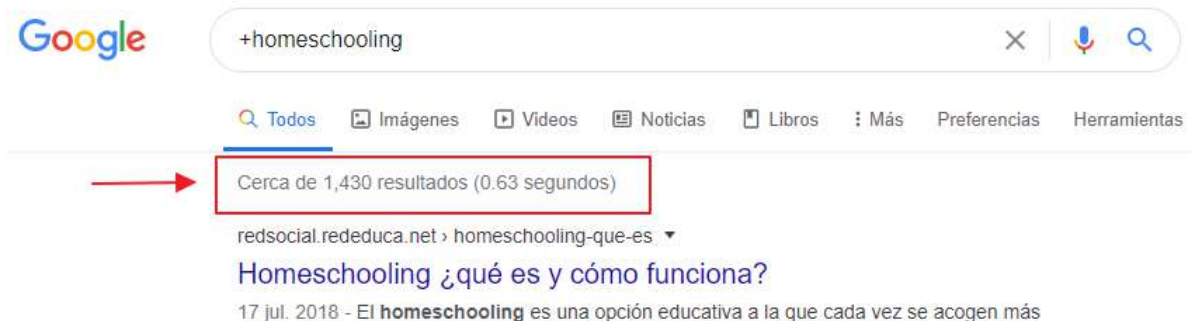 Google +homeschooling
Todos Imágenes Videos Noticias Libros Más Preferencias Herramientas
Cerca de 1,430 resultados (0.63 segundos)
redsocial.rededuca.net › homeschooling-que-es
Homeschooling ¿qué es y cómo funciona?
17 jul. 2018 - El homeschooling es una opción educativa a la que cada vez se acogen más